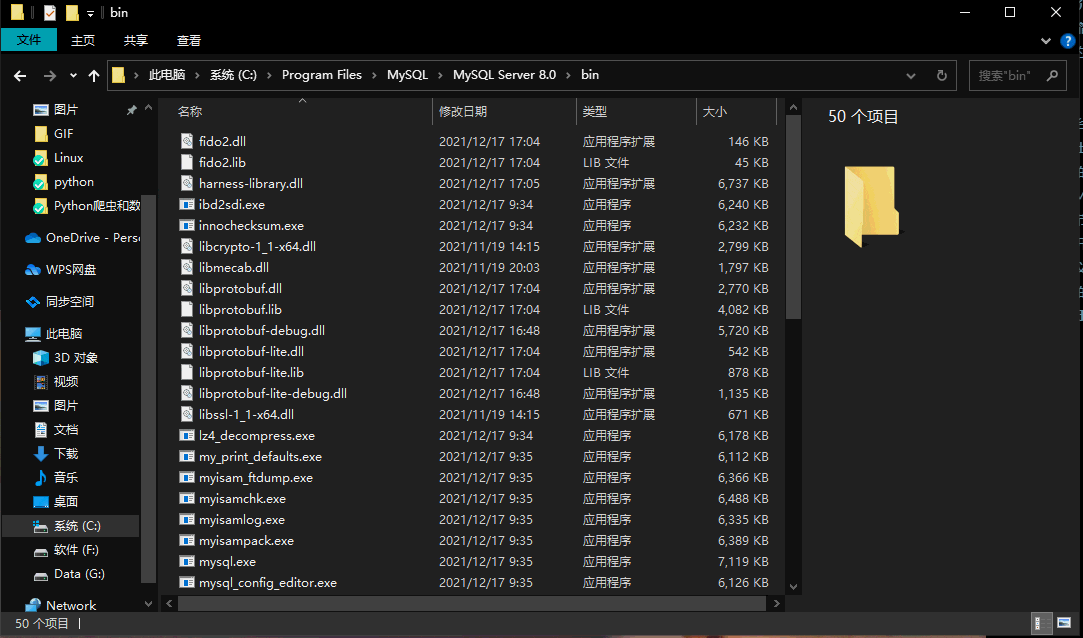 bin
文件 主页 共享 查看
此电脑 系统 (C:) Program Files MySQL MySQL Server 8.0 bin 搜索"bin"
图片
GIF
Linux
python
Python爬虫和数
OneDrive - Perso
WPS网盘
同步空间
此电脑
3D 对象
视频
图片
文档
下载
音乐
桌面
系统 (C:)
软件 (F:)
Data (G:)
Network
名称 修改日期 类型 大小
fido2.dll 2021/12/17 17:04 应用程序扩展 146 KB
fido2.lib 2021/12/17 17:04 LIB 文件 45 KB
harness-library.dll 2021/12/17 17:05 应用程序扩展 6,737 KB
ibd2sdi.exe 2021/12/17 9:34 应用程序 6,240 KB
innochecksum.exe 2021/12/17 9:34 应用程序 6,232 KB
libcrypto-1_1-x64.dll 2021/11/19 14:15 应用程序扩展 2,799 KB
libmecab.dll 2021/11/19 20:03 应用程序扩展 1,797 KB
libprotobuf.dll 2021/12/17 17:04 应用程序扩展 2,770 KB
libprotobuf.lib 2021/12/17 17:04 LIB 文件 4,082 KB
libprotobuf-debug.dll 2021/12/17 16:48 应用程序扩展 5,720 KB
libprotobuf-lite.dll 2021/12/17 17:04 应用程序扩展 542 KB
libprotobuf-lite.lib 2021/12/17 17:04 LIB 文件 878 KB
libprotobuf-lite-debug.dll 2021/12/17 16:48 应用程序扩展 1,135 KB
libssl-1_1-x64.dll 2021/11/19 14:15 应用程序扩展 671 KB
lz4_decompress.exe 2021/12/17 9:34 应用程序 6,178 KB
my_print_defaults.exe 2021/12/17 9:35 应用程序 6,112 KB
myisam_ftdump.exe 2021/12/17 9:35 应用程序 6,366 KB
myisamchk.exe 2021/12/17 9:35 应用程序 6,488 KB
myisamlog.exe 2021/12/17 9:35 应用程序 6,335 KB
myisampack.exe 2021/12/17 9:35 应用程序 6,389 KB
mysql.exe 2021/12/17 9:35 应用程序 7,119 KB
mysql_config_editor.exe 2021/12/17 9:35 应用程序 6,126 KB
50 个项目
50 个项目